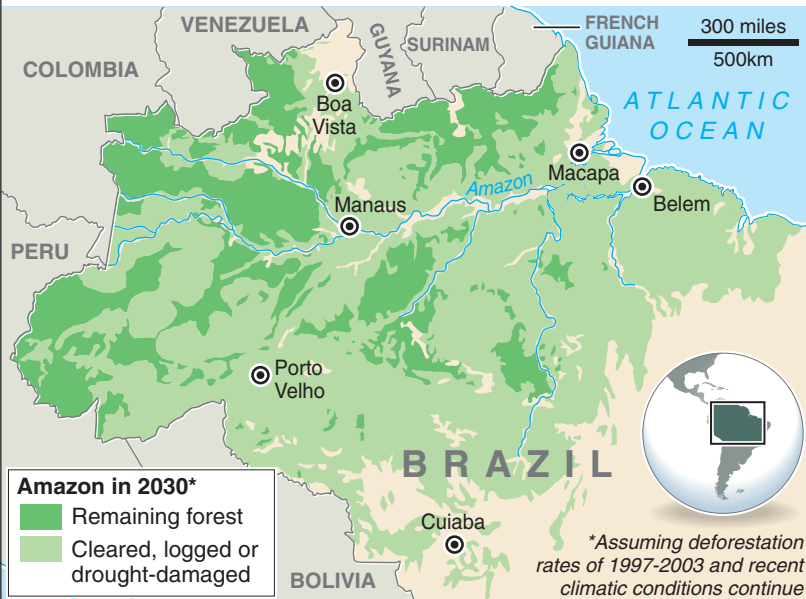 VENEZUELA
COLOMBIA
GUYANA
SURINAM
FRENCH
GUIANA
300 miles
500km
ATLANTIC
OCEAN
Boa
Vista
Macapa
Belem
Amazon
Manaus
PERU
Porto
Velho
BRAZIL
Cuiaba
BOLIVIA
Amazon in 2030*
Remaining forest
Cleared, logged or
drought-damaged
*Assuming deforestation
rates of 1997-2003 and recent
climatic conditions continue